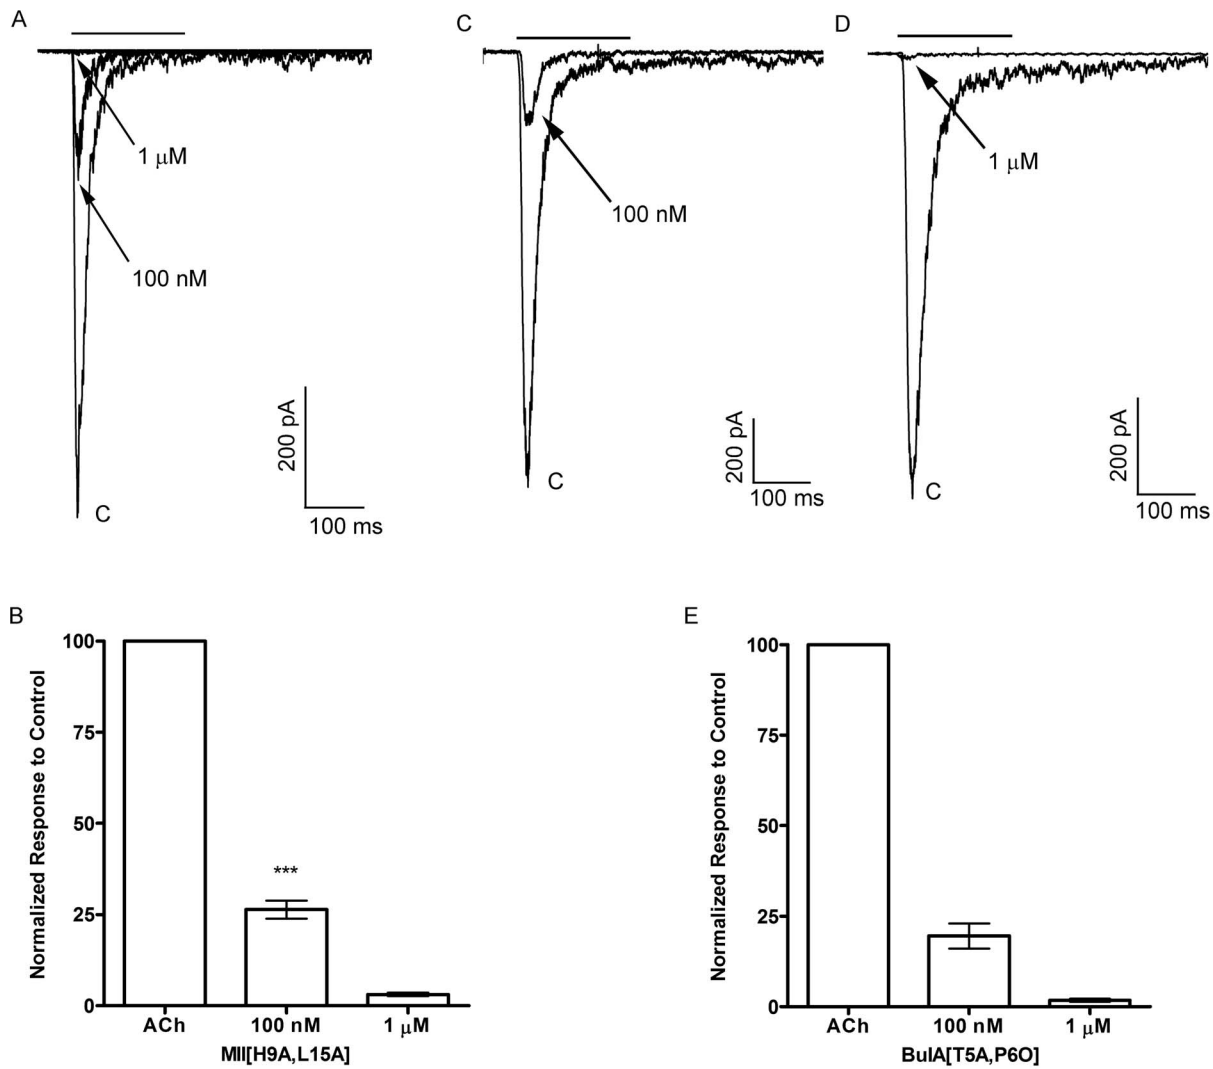 A
1 μM
100 nM
C
200 pA
100 ms
C
100 nM
C
200 pA
100 ms
D
1 μM
C
200 pA
100 ms
B
Normalized Response to Control
100
75
50
25
0
***
ACh
100 nM
1 μM
MII[H9A,L15A]
E
Normalized Response to Control
100
75
50
25
0
ACh
100 nM
1 μM
BuIA[T5A,P6O]